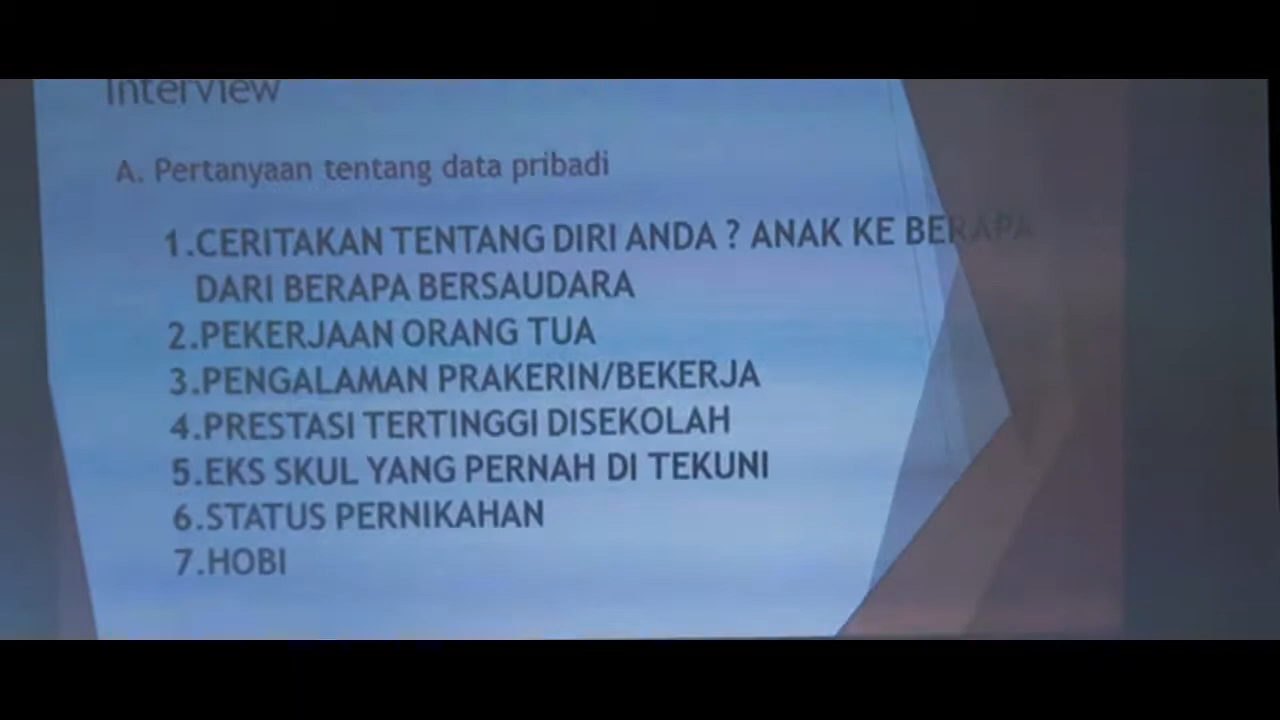 Interview
A. Pertanyaan tentang data pribadi
1.CERITAKAN TENTANG DIRI ANDA ? ANAK KE BERAPA
DARI BERAPA BERSAUDARA
2.PEKERJAAN ORANG TUA
3.PENGALAMAN PRAKERIN/BEKERJA
4.PRESTASI TERTINGGI DISEKOLAH
5.EKS SKUL YANG PERNAH DI TEKUNI
6.STATUS PERNIKAHAN
7.HOBI